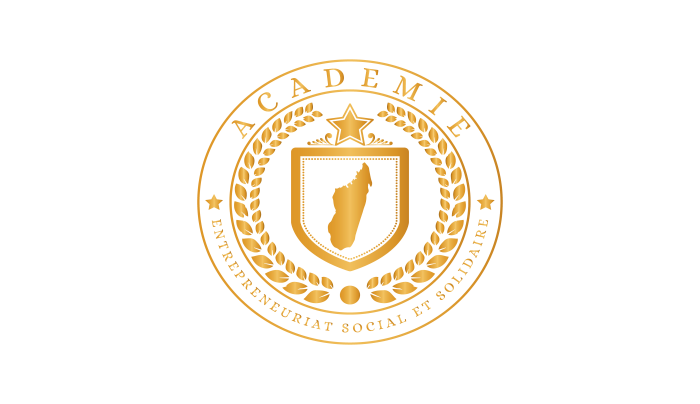 ACADEMIE
ENTREPRENEURIAT SOCIAL ET SOLIDAIRE